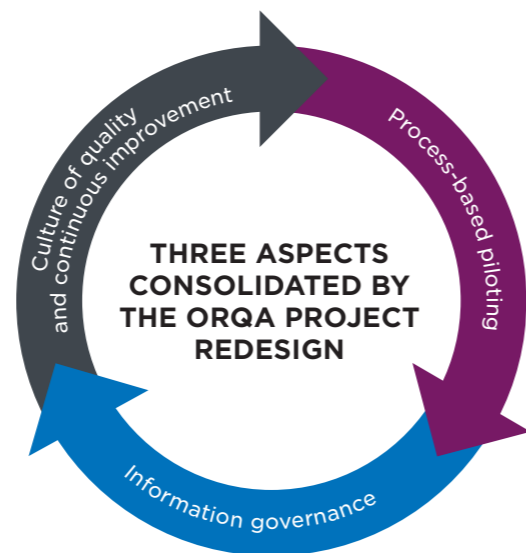 Culture of quality
and continuous improvement
Process-based piloting
THREE ASPECTS
CONSOLIDATED BY
THE ORQA PROJECT
REDESIGN
Information governance